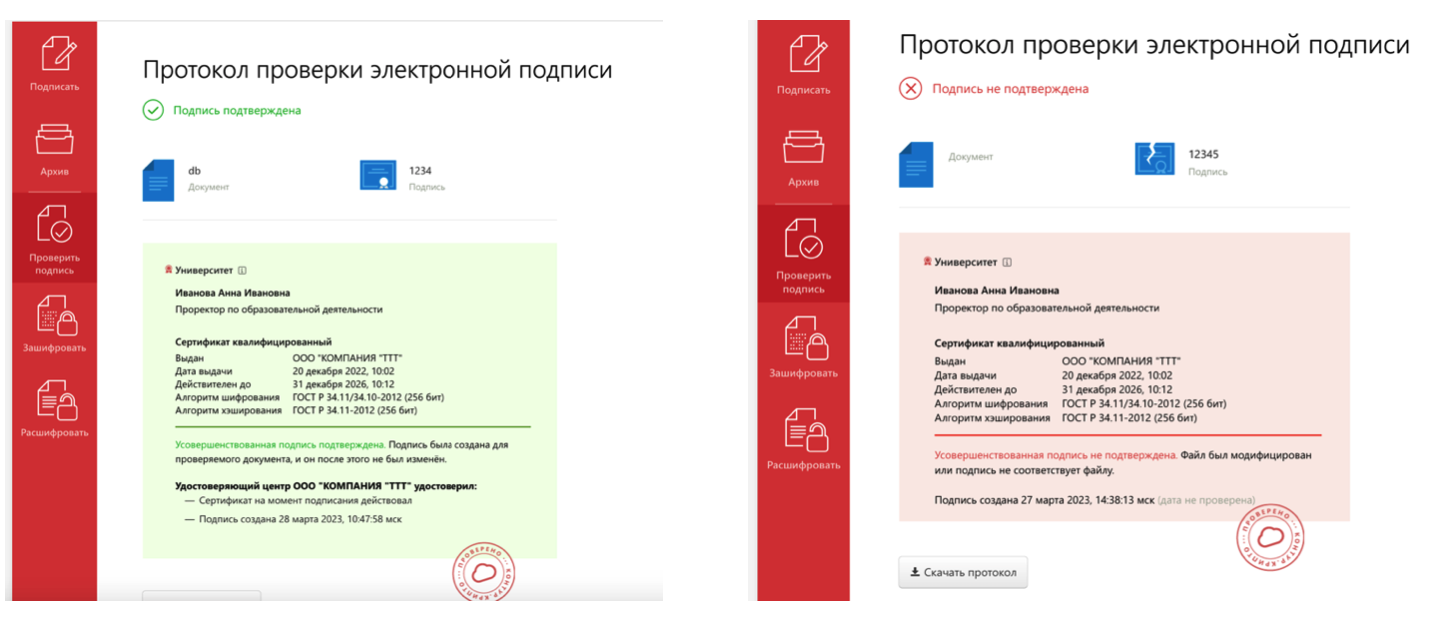 Подписать
Архив
Проверить
подпись
Зашифровать
Расшифровать
Протокол проверки электронной подписи
Подпись подтверждена
db
Документ
1234
Подпись
Университет
Иванова Анна Ивановна
Проректор по образовательной деятельности
Сертификат квалифицированный
Выдан ООО "КОМПАНИЯ "ТТТ"
Дата выдачи 20 декабря 2022, 10:02
Действителен до 31 декабря 2026, 10:12
Алгоритм шифрования ГОСТ Р 34.11/34.10-2012 (256 бит)
Алгоритм хэширования ГОСТ Р 34.11-2012 (256 бит)
Усовершенствованная подпись подтверждена. Подпись была создана для
проверяемого документа, и он после этого не был изменён.
Удостоверяющий центр ООО "КОМПАНИЯ "ТТТ" удостоверил:
— Сертификат на момент подписания действовал
— Подпись создана 28 марта 2023, 10:47:58 мск
ПРОВЕРЕНО КОНТУР.КРИПТО
Подписать
Архив
Проверить
подпись
Зашифровать
Расшифровать
Протокол проверки электронной подписи
Подпись не подтверждена
Документ
12345
Подпись
Университет
Иванова Анна Ивановна
Проректор по образовательной деятельности
Сертификат квалифицированный
Выдан ООО "КОМПАНИЯ "ТТТ"
Дата выдачи 20 декабря 2022, 10:02
Действителен до 31 декабря 2026, 10:12
Алгоритм шифрования ГОСТ Р 34.11/34.10-2012 (256 бит)
Алгоритм хэширования ГОСТ Р 34.11-2012 (256 бит)
Усовершенствованная подпись не подтверждена. Файл был модифицирован
или подпись не соответствует файлу.
Подпись создана 27 марта 2023, 14:38:13 мск (дата не проверена)
ПРОВЕРЕНО КОНТУР.КРИПТО
Скачать протокол